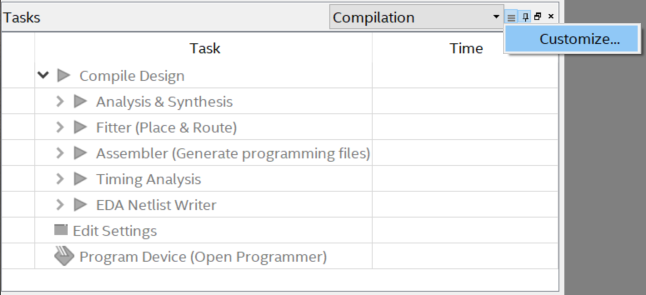 Tasks
Compilation
Customize...
Task
Time
Compile Design
Analysis & Synthesis
Fitter (Place & Route)
Assembler (Generate programming files)
Timing Analysis
EDA Netlist Writer
Edit Settings
Program Device (Open Programmer)